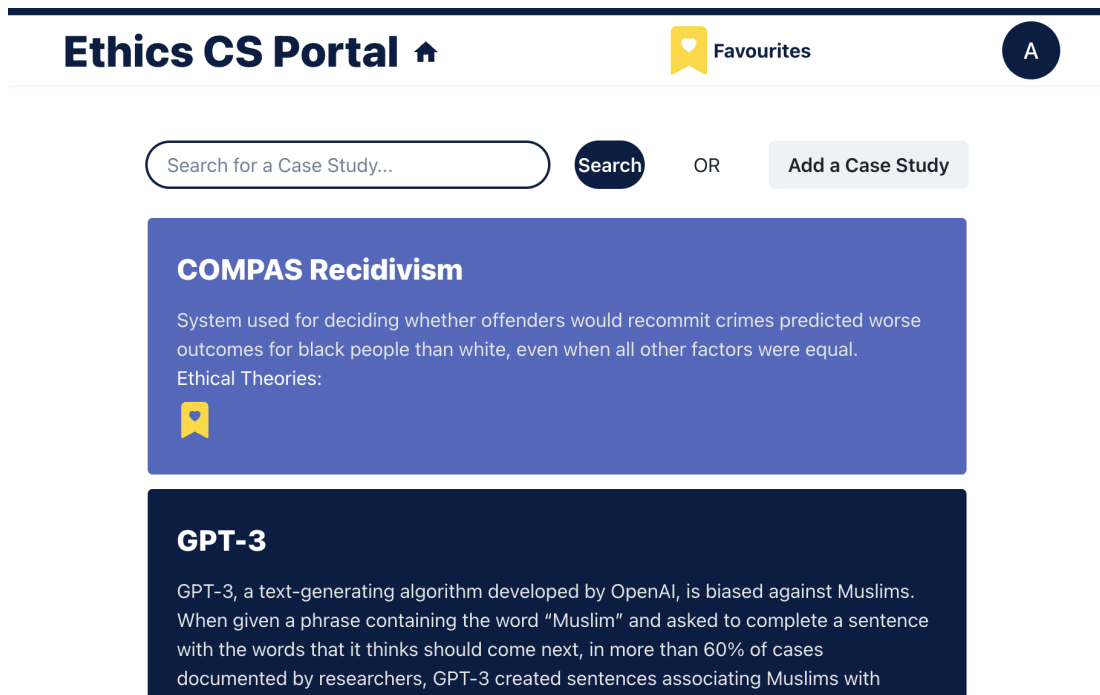 Ethics CS Portal
Favourites
A
Search for a Case Study...
Search
OR
Add a Case Study
COMPAS Recidivism
System used for deciding whether offenders would recommit crimes predicted worse
outcomes for black people than white, even when all other factors were equal.
Ethical Theories:
GPT-3
GPT-3, a text-generating algorithm developed by OpenAI, is biased against Muslims.
When given a phrase containing the word “Muslim” and asked to complete a sentence
with the words that it thinks should come next, in more than 60% of cases
documented by researchers, GPT-3 created sentences associating Muslims with